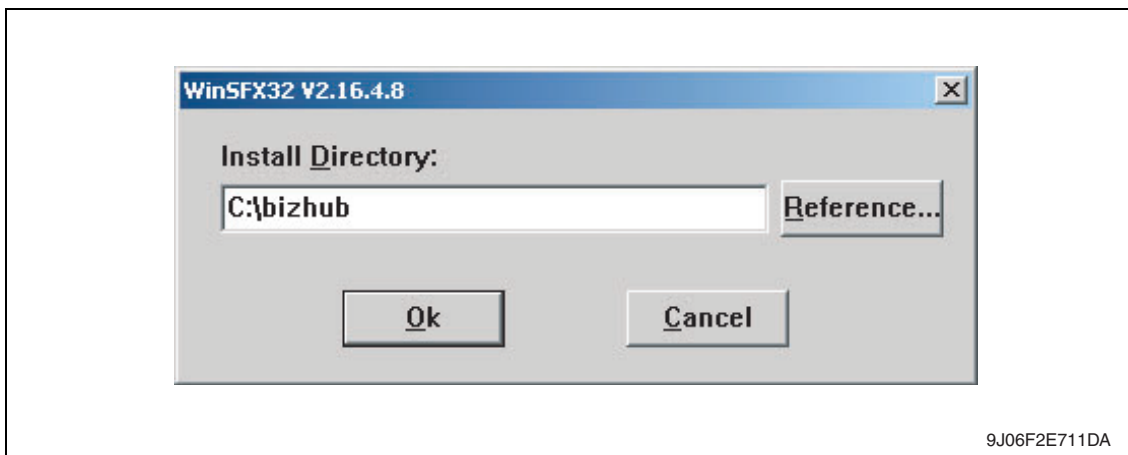 WinSFX32 V2.16.4.8
Install Directory:
C:\bizhub
Reference...
Ok
Cancel
9J06F2E711DA